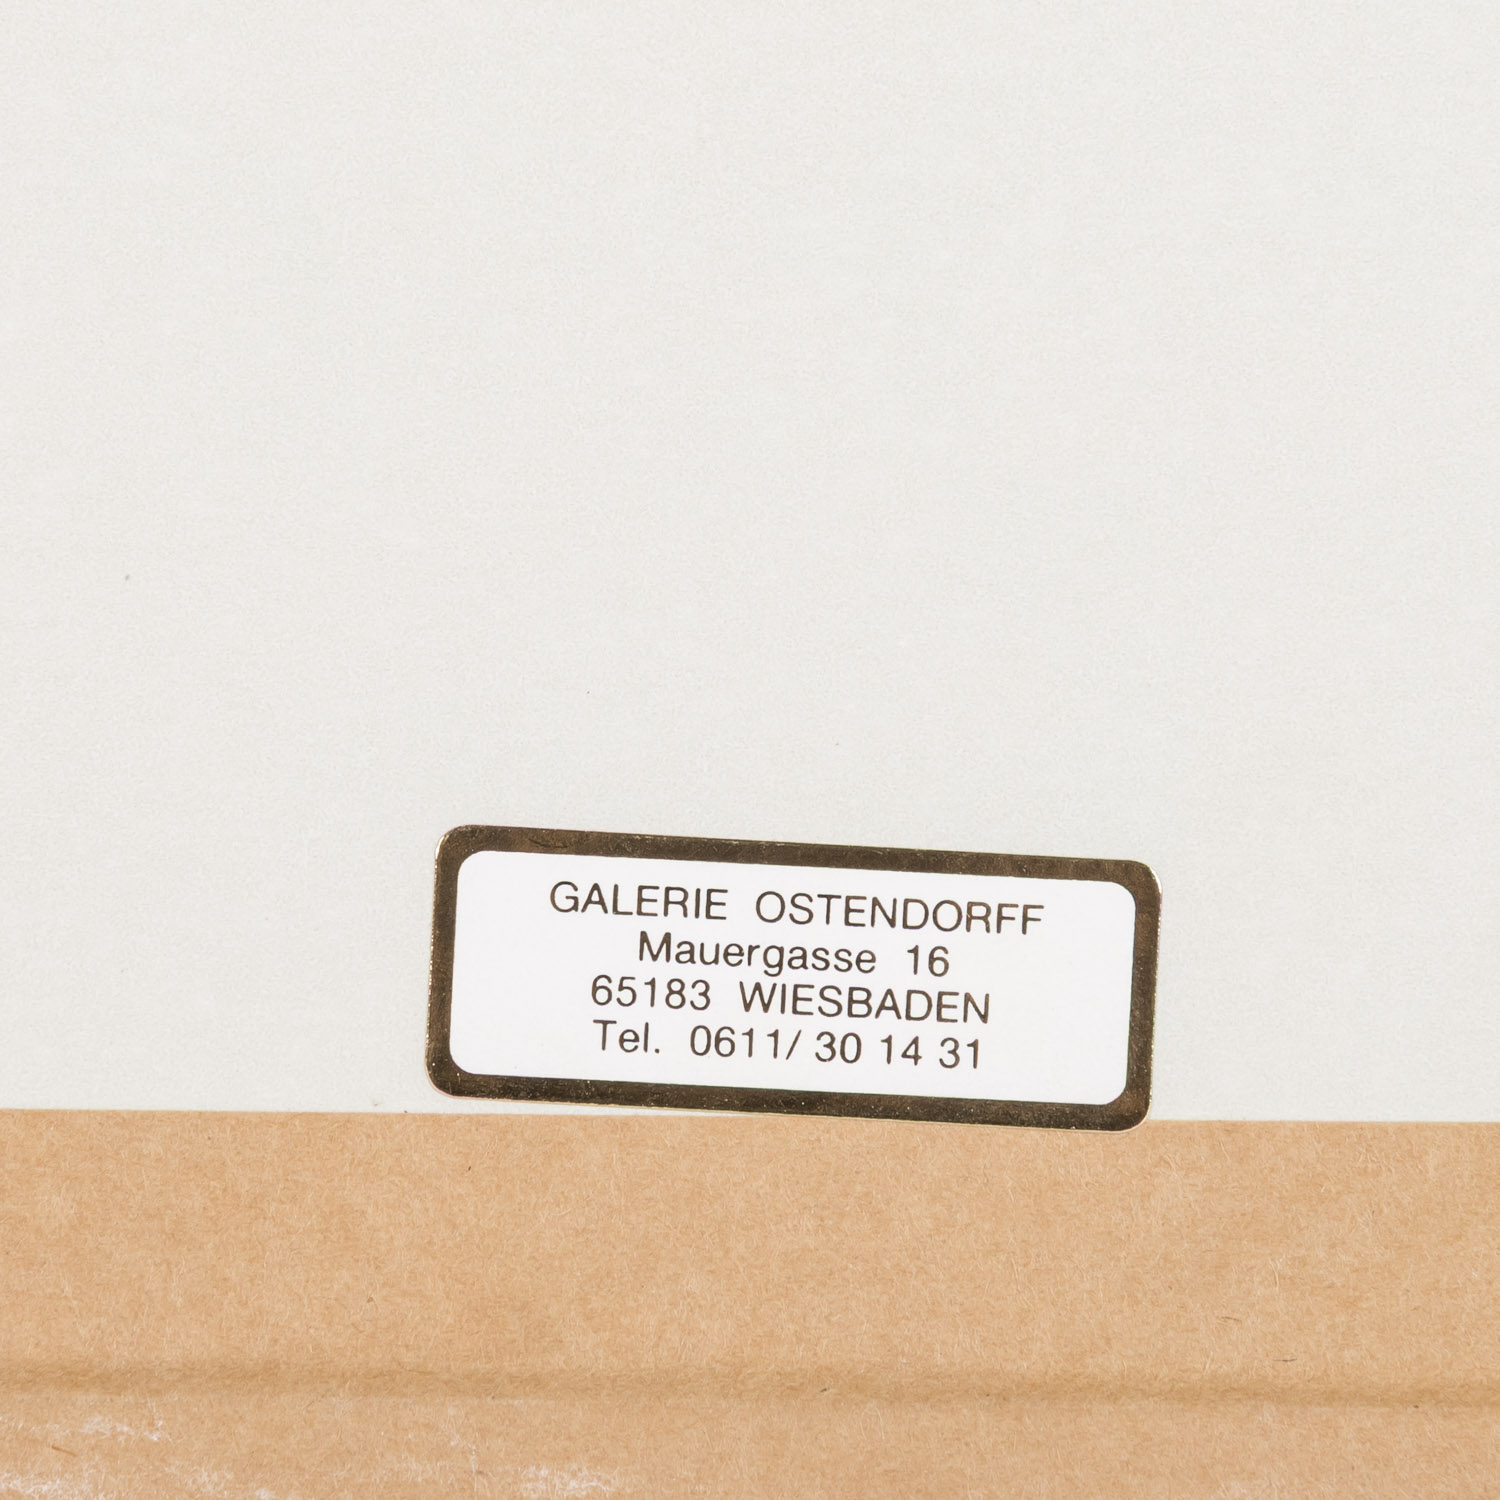 GALERIE OSTENDORFF
Mauergasse 16
65183 WIESBADEN
Tel. 0611/ 30 14 31